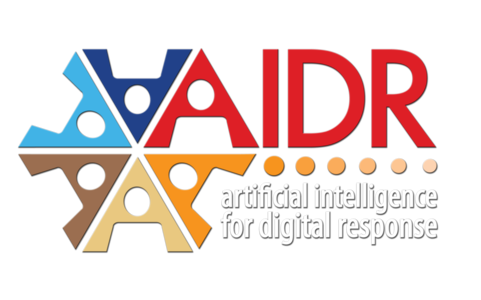 AIDR
artificial intelligence
for digital response